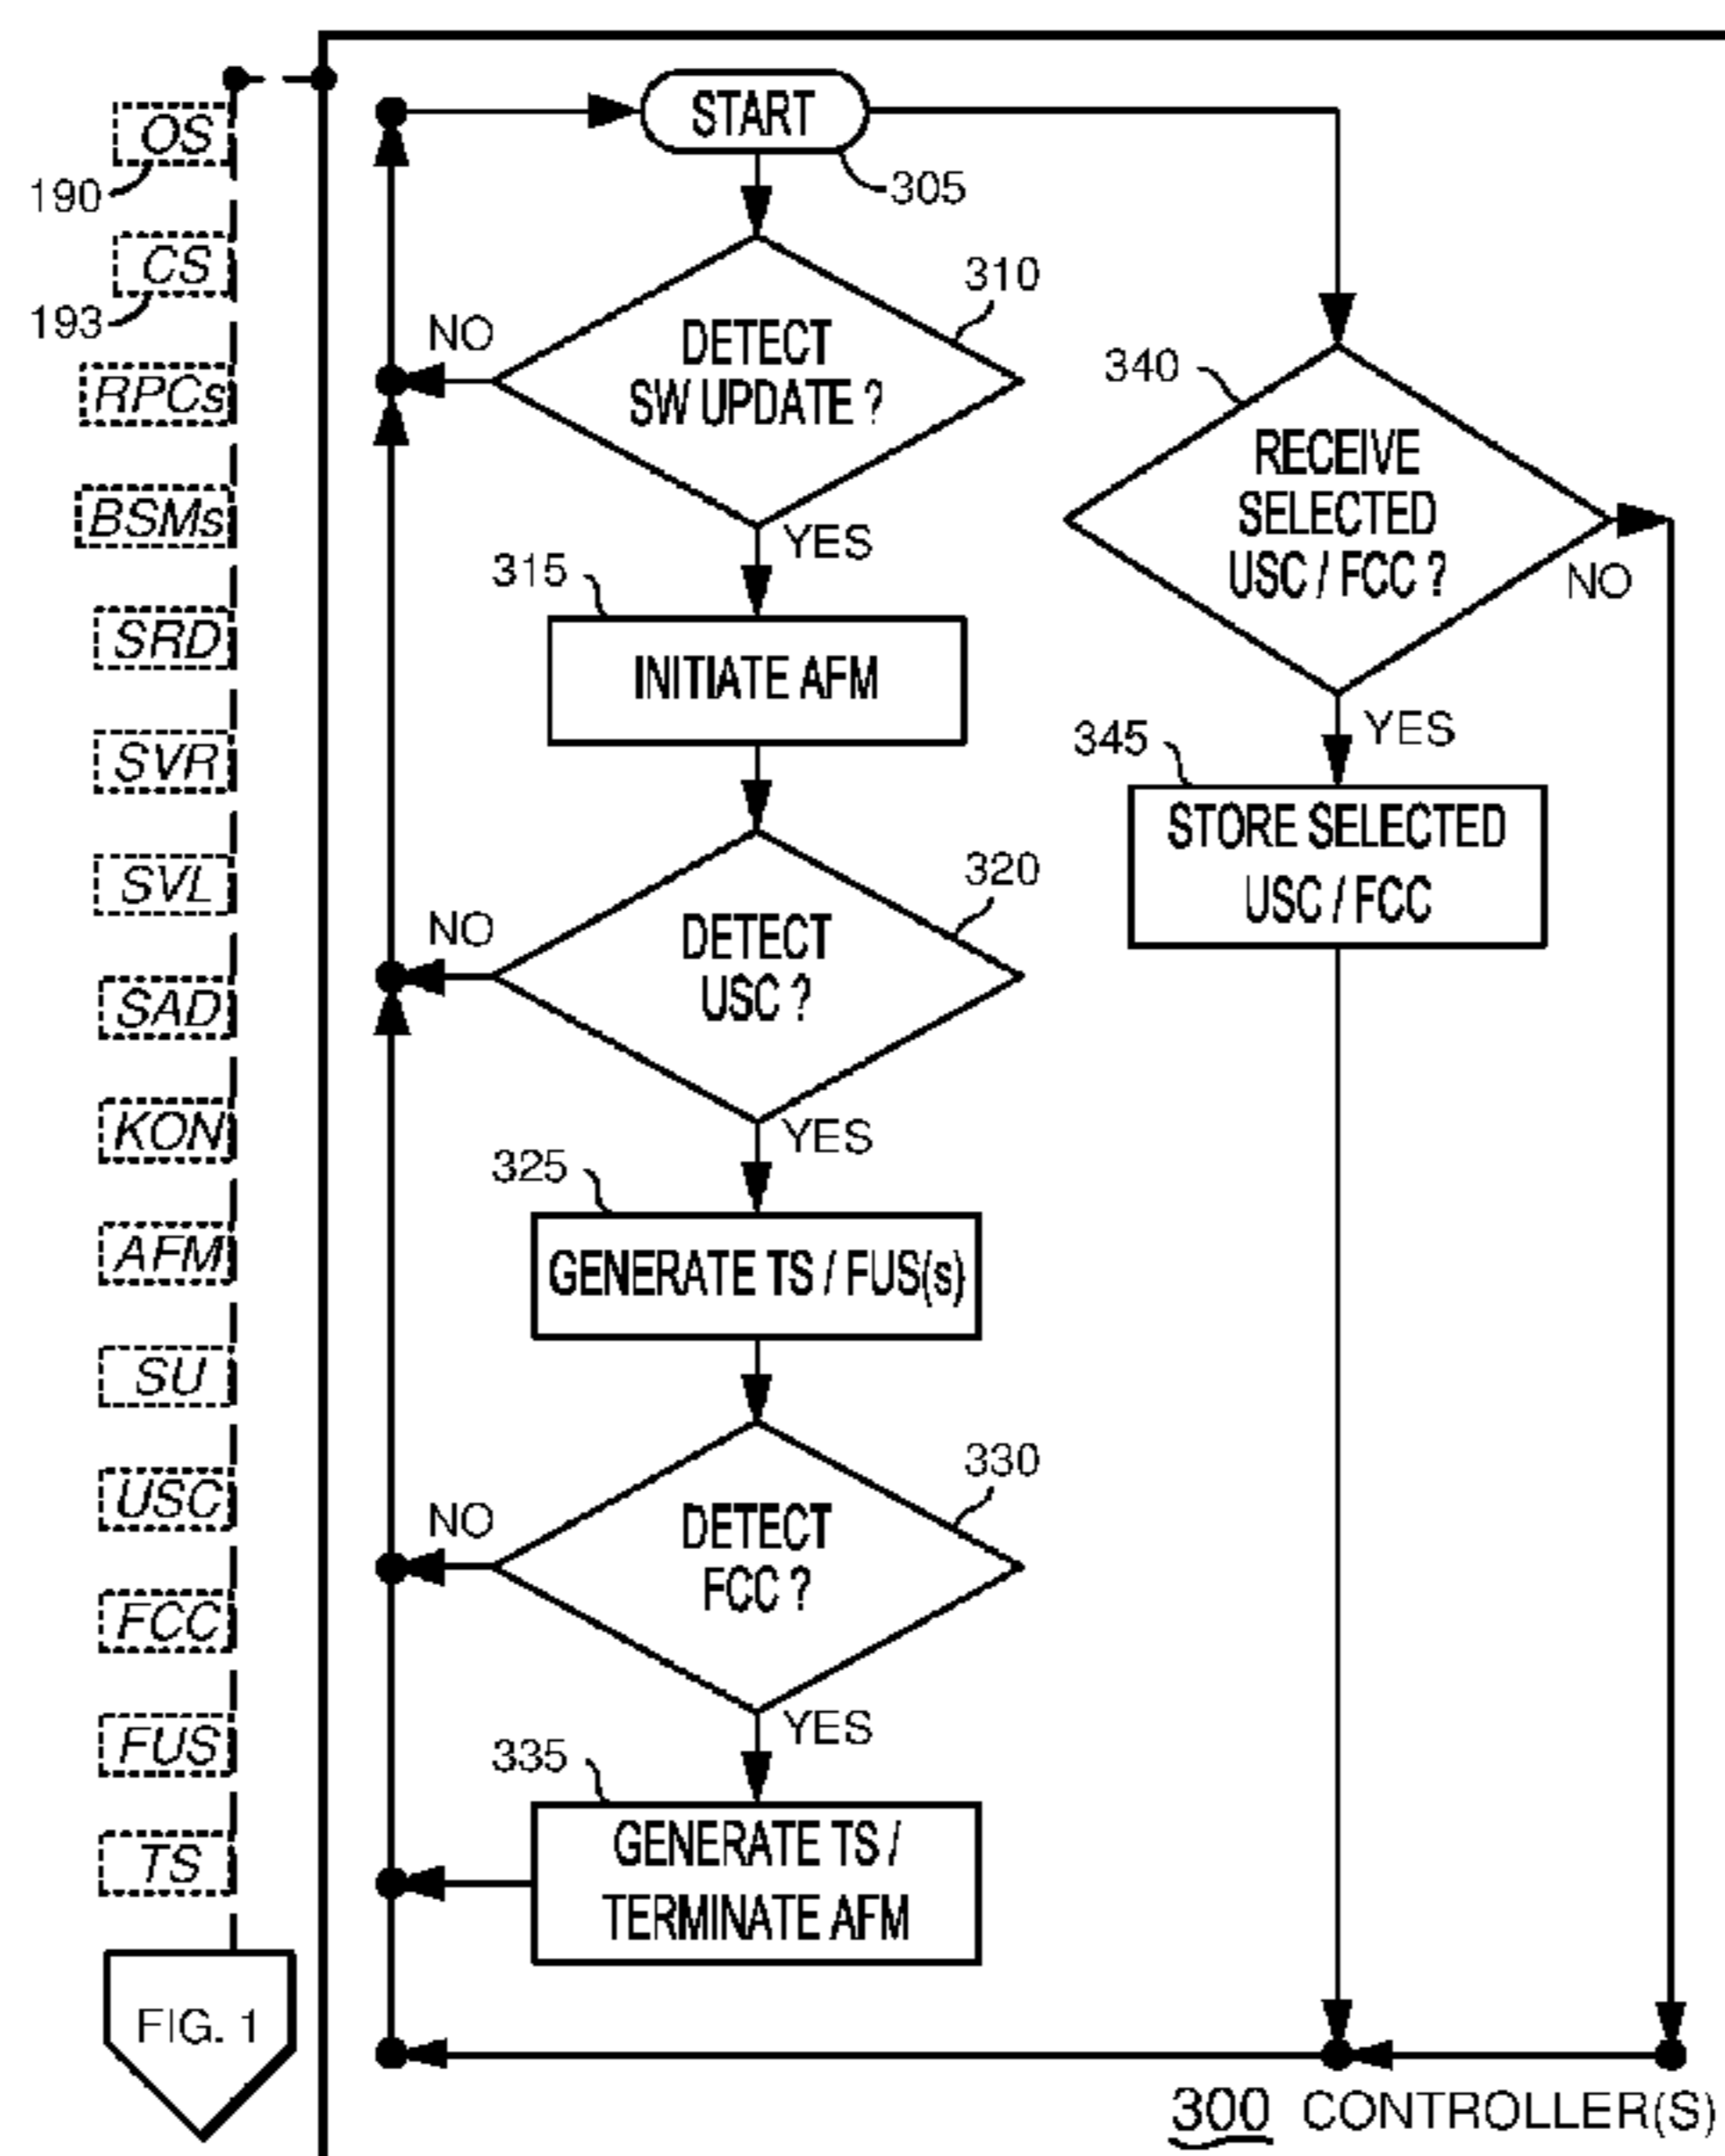 OS
190
CS
193
RPCs
BSMs
SRD
SVR
SVL
SAD
KON
AFM
SU
USC
FCC
FUS
TS
FIG. 1
START
305
310
DETECT
SW UPDATE ?
NO
YES
315
INITIATE AFM
320
DETECT
USC ?
NO
YES
325
GENERATE TS / FUS(s)
330
DETECT
FCC ?
NO
YES
335
GENERATE TS /
TERMINATE AFM
340
RECEIVE
SELECTED
USC / FCC ?
NO
YES
345
STORE SELECTED
USC / FCC
300 CONTROLLER(S)